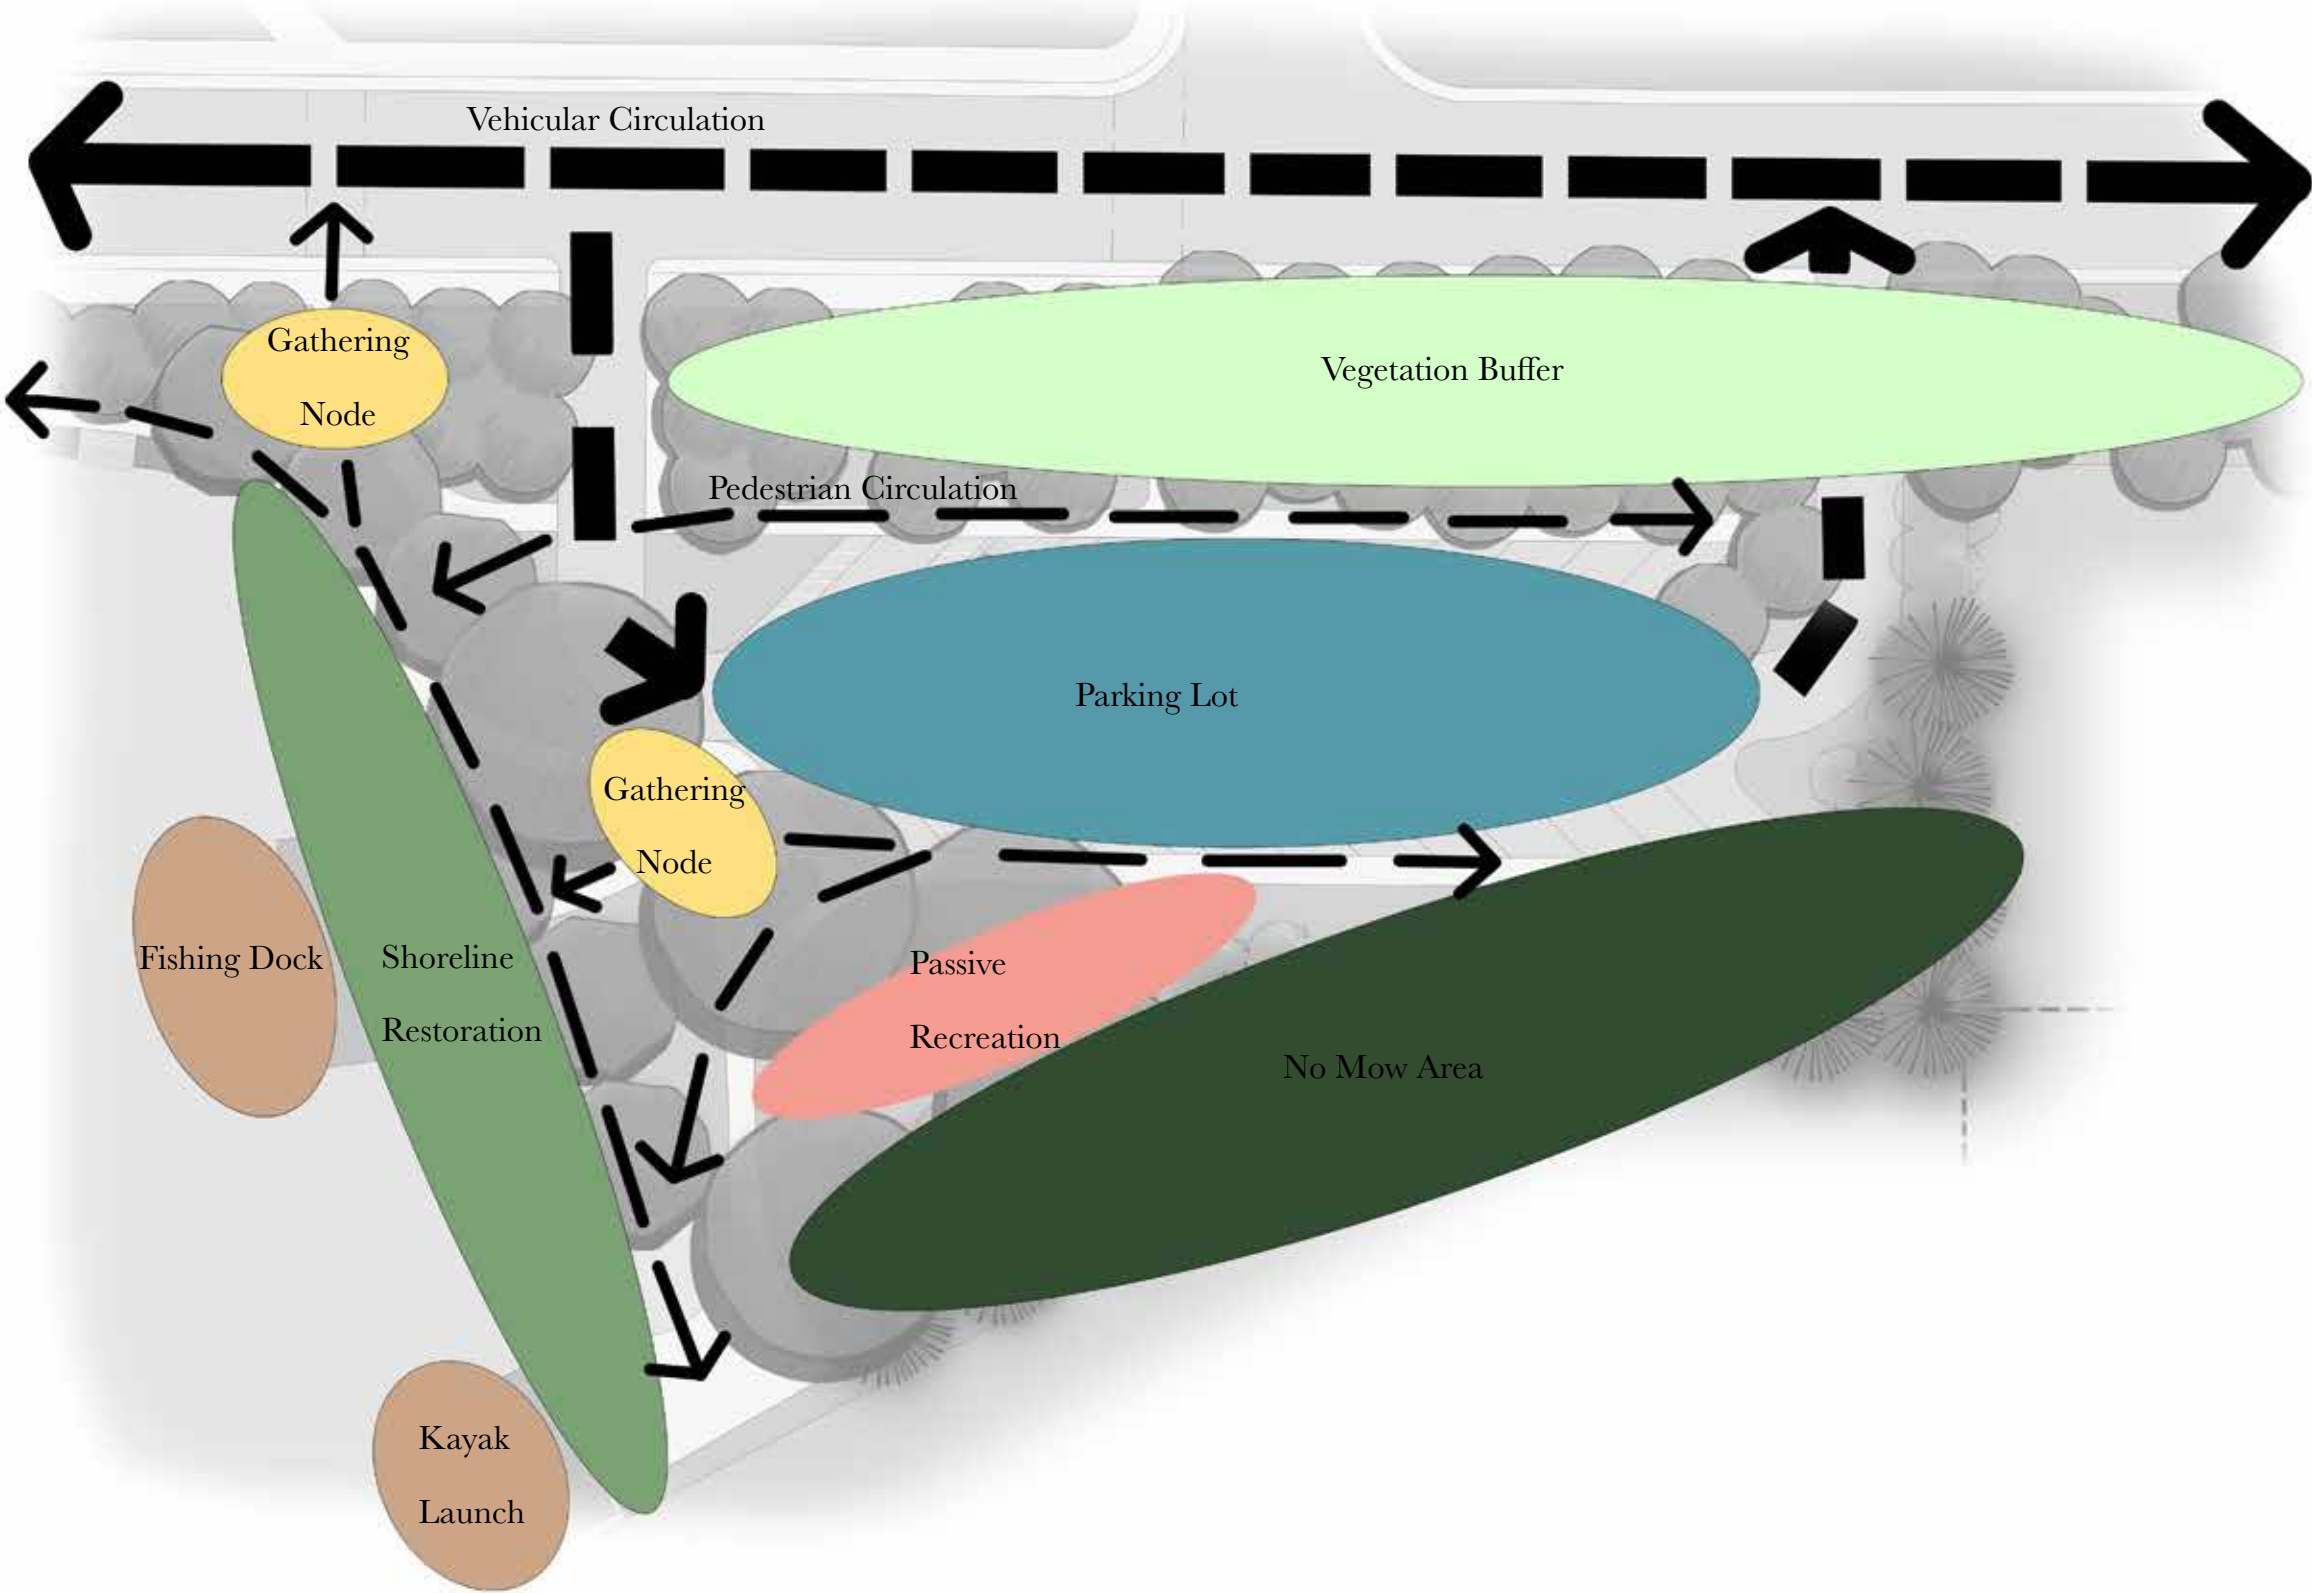 Vehicular Circulation
Gathering
Node
Vegetation Buffer
Pedestrian Circulation
Parking Lot
Gathering
Node
Fishing Dock
Shoreline
Restoration
Passive
Recreation
No Mow Area
Kayak
Launch